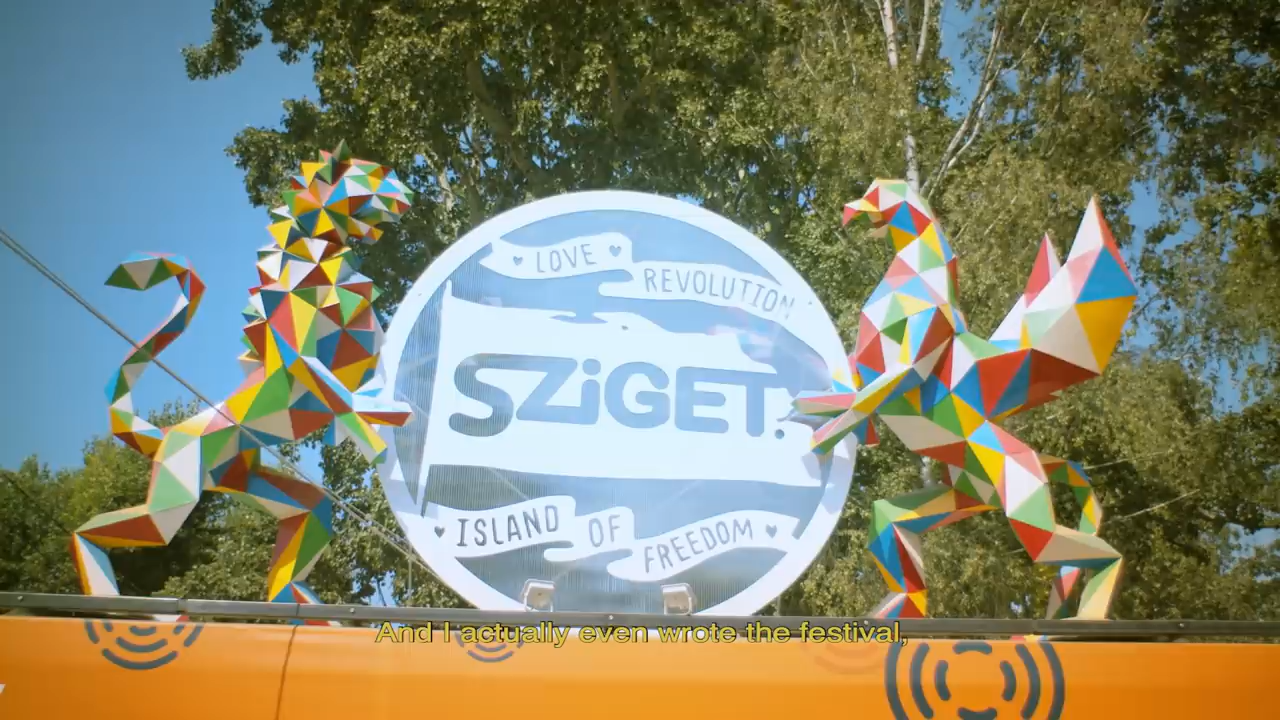 ♥ LOVE ♥
REVOLUTION
SZiGET.
♥ ISLAND OF FREEDOM ♥
And I actually even wrote the festival,